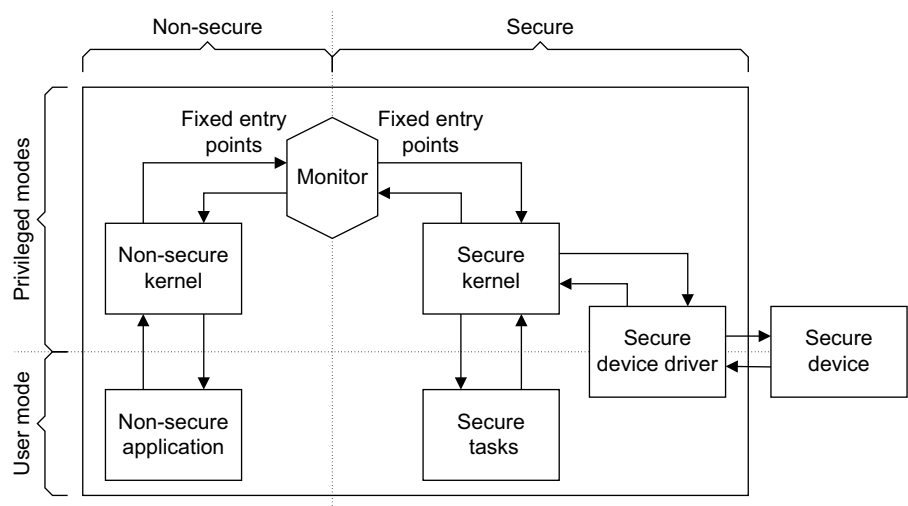 Non-secure
Secure
Fixed entry
points
Fixed entry
points
Monitor
Privileged modes
Non-secure
kernel
Secure
kernel
Secure
device driver
Secure
device
User mode
Non-secure
application
Secure
tasks